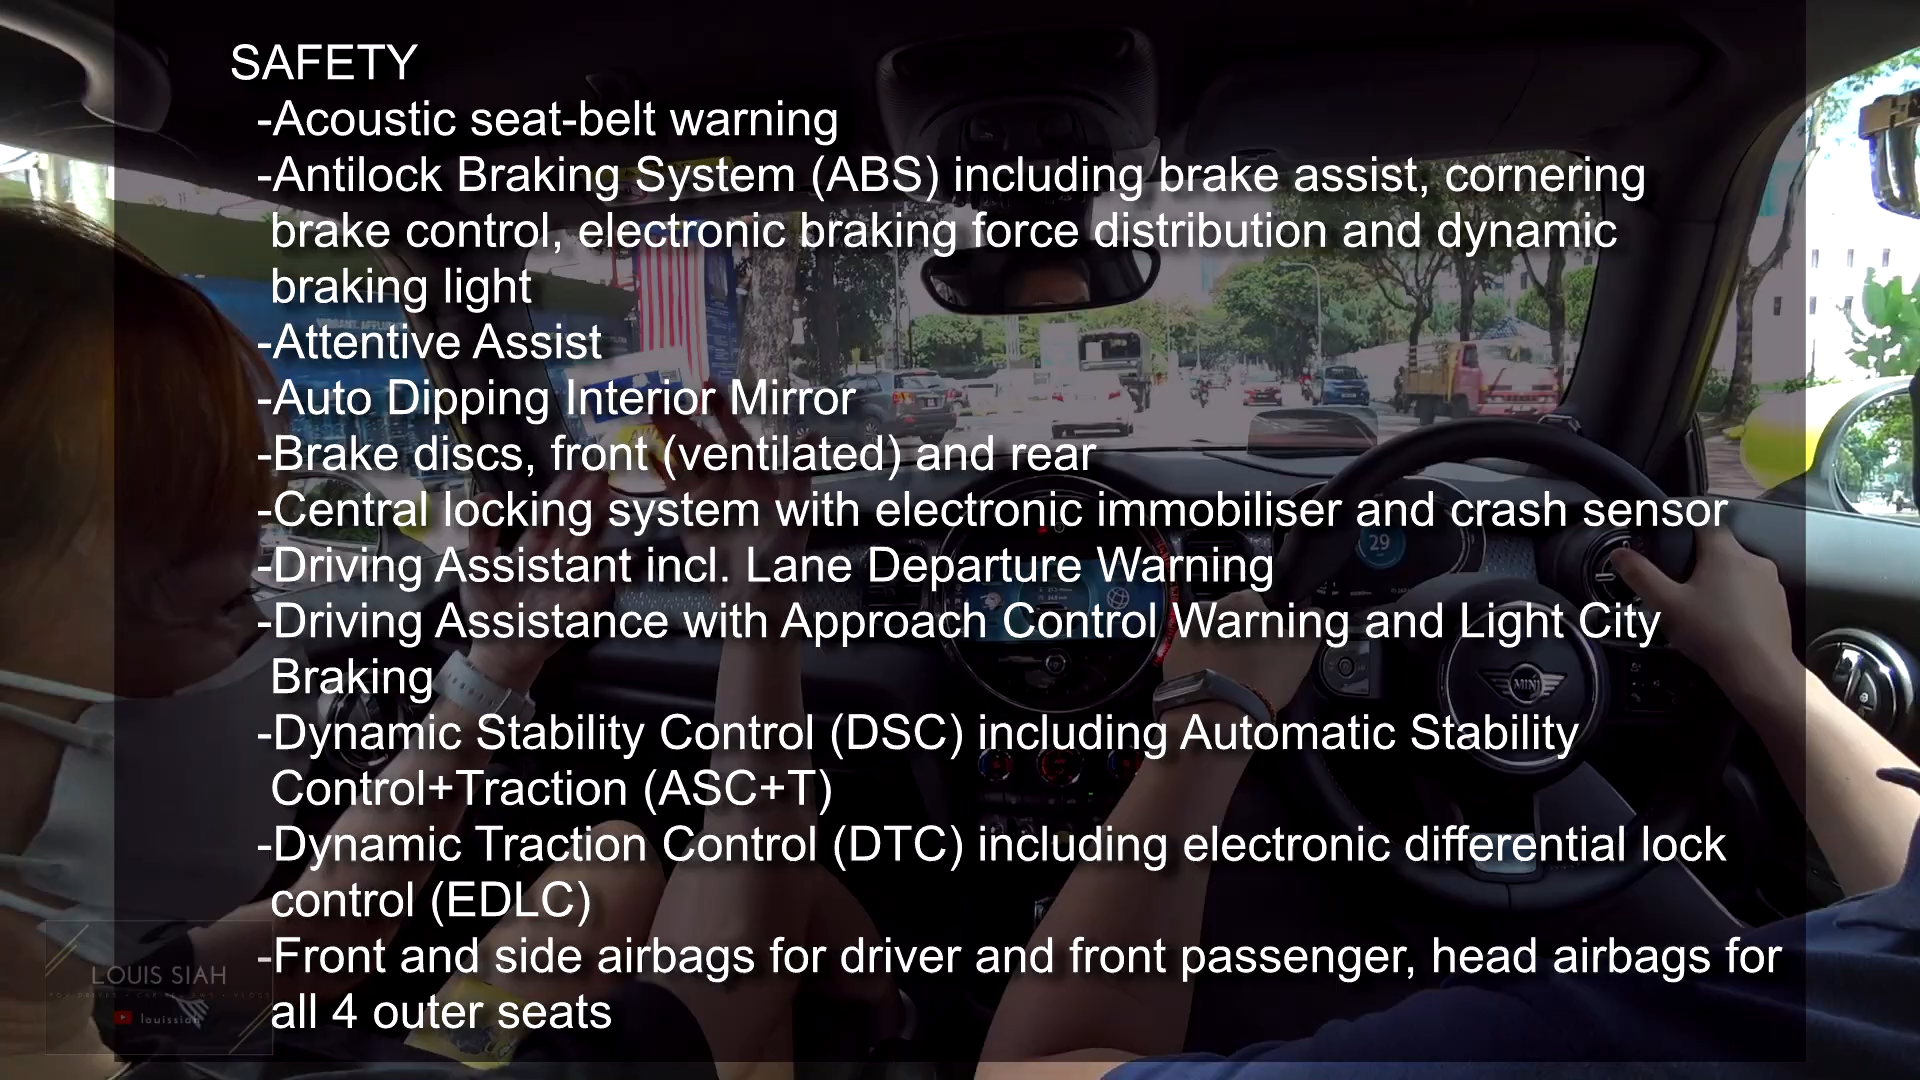 SAFETY
-Acoustic seat-belt warning
-Antilock Braking System (ABS) including brake assist, cornering
brake control, electronic braking force distribution and dynamic
braking light
-Attentive Assist
-Auto Dipping Interior Mirror
-Brake discs, front (ventilated) and rear
-Central locking system with electronic immobiliser and crash sensor
-Driving Assistant incl. Lane Departure Warning
-Driving Assistance with Approach Control Warning and Light City
Braking
-Dynamic Stability Control (DSC) including Automatic Stability
Control+Traction (ASC+T)
-Dynamic Traction Control (DTC) including electronic differential lock
control (EDLC)
-Front and side airbags for driver and front passenger, head airbags for
all 4 outer seats
29
MINI
LOUIS SIAH
louissiah